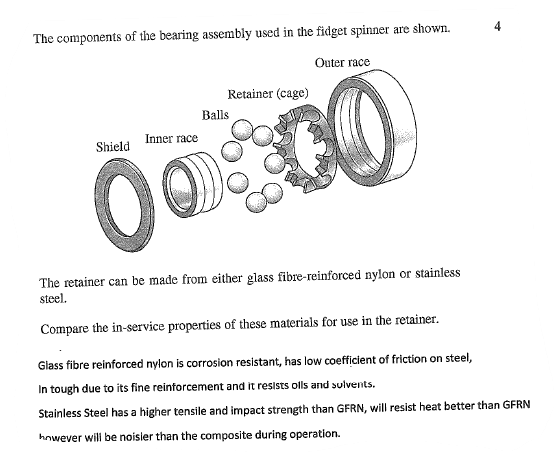 The components of the bearing assembly used in the fidget spinner are shown. 4
Outer race
Retainer (cage)
Balls
Inner race
Shield
The retainer can be made from either glass fibre-reinforced nylon or stainless
steel.
Compare the in-service properties of these materials for use in the retainer.
Glass fibre reinforced nylon is corrosion resistant, has low coefficient of friction on steel,
In tough due to its fine reinforcement and it resists oils and solvents.
Stainless Steel has a higher tensile and impact strength than GFRN, will resist heat better than GFRN
however will be noisier than the composite during operation.